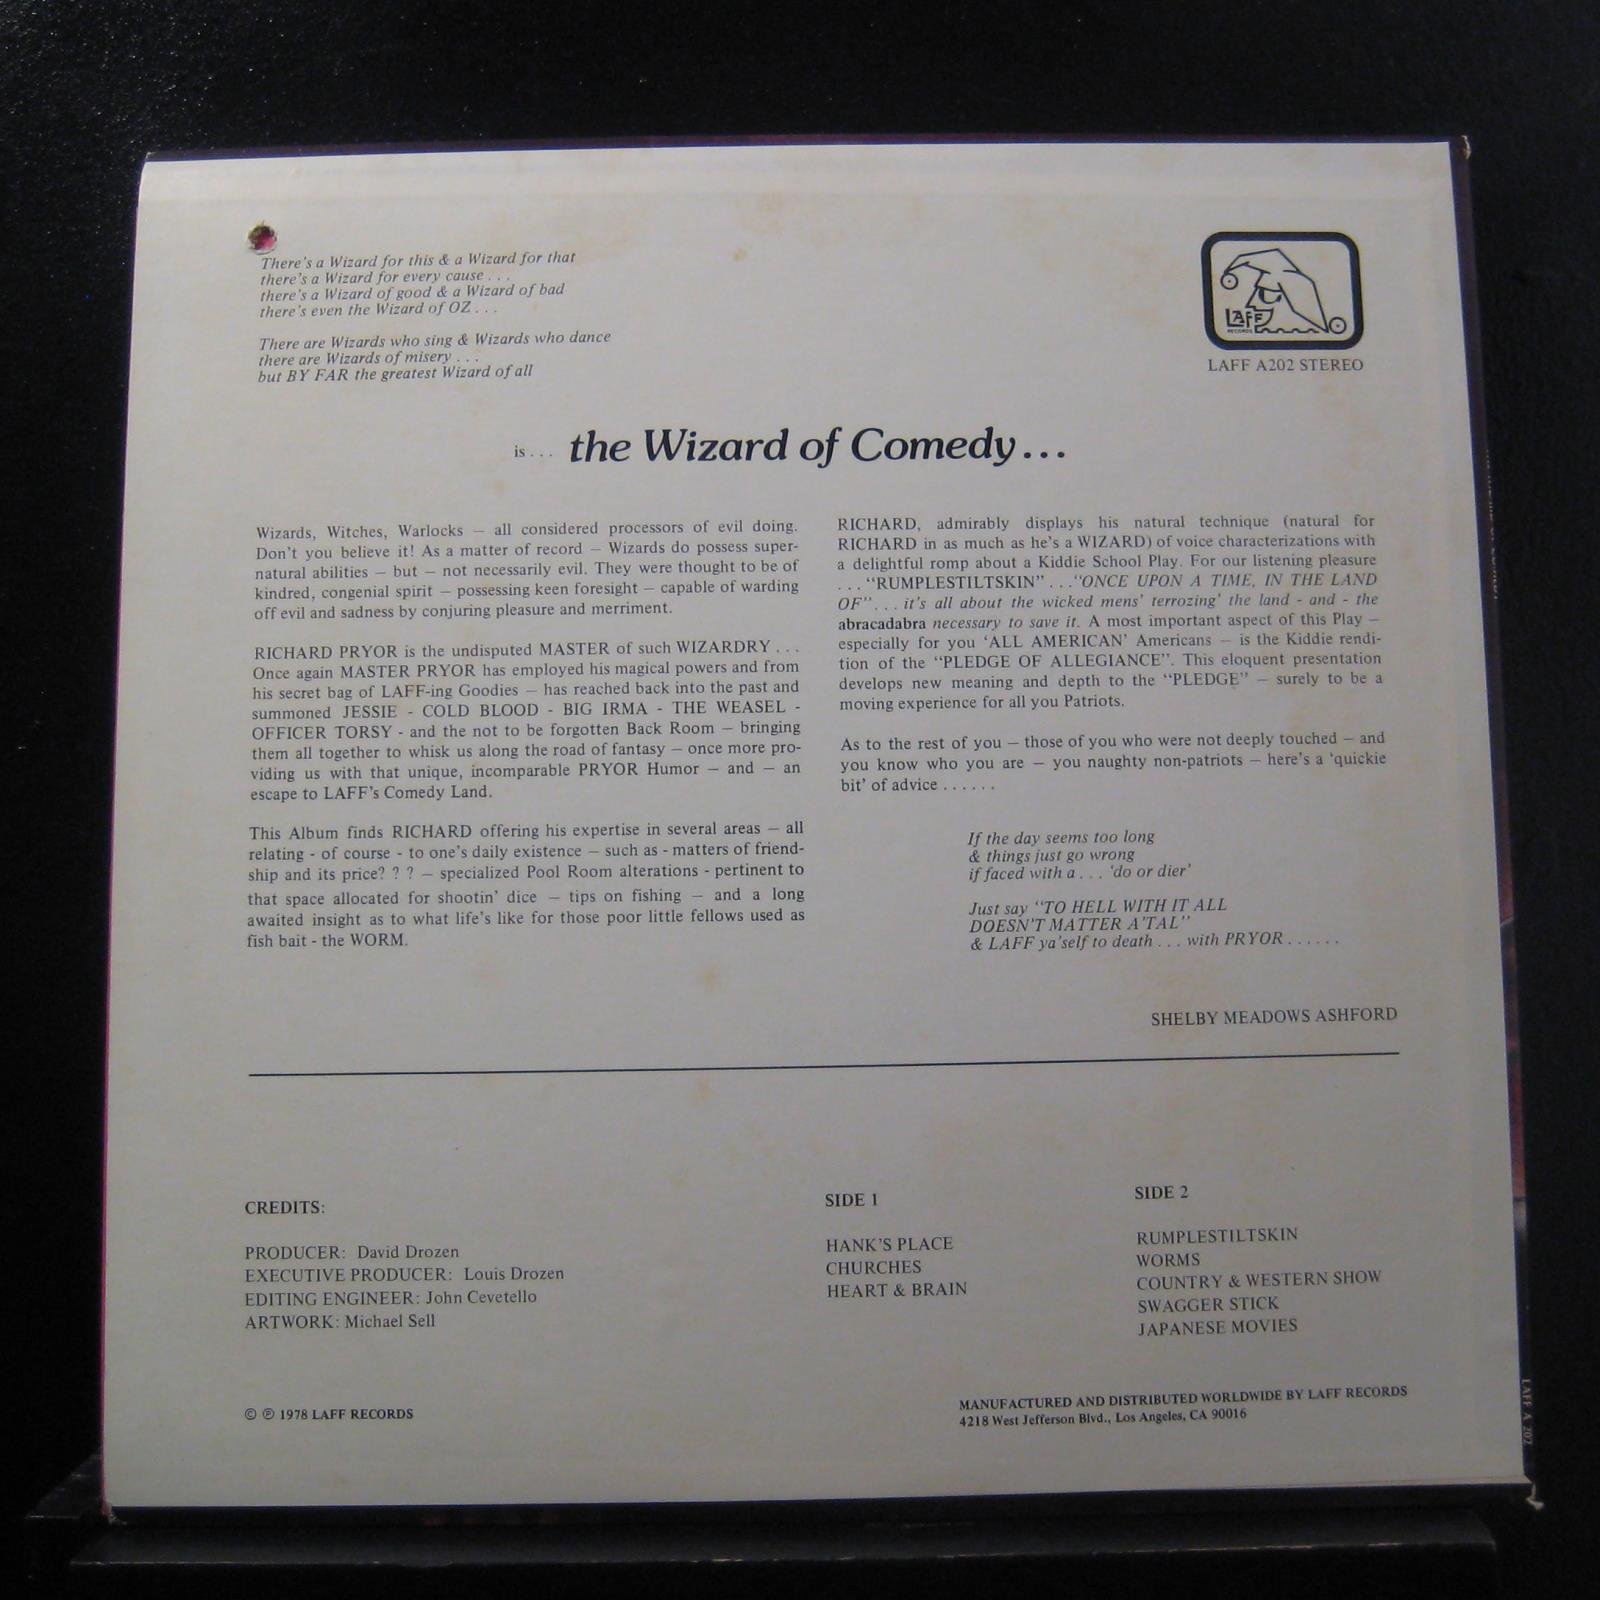 There's a Wizard for this & a Wizard for that
there's a Wizard for every cause . . .
there's a Wizard of good & a Wizard of bad
there's even the Wizard of OZ . . .
There are Wizards who sing & Wizards who dance
there are Wizards of misery . . .
but BY FAR the greatest Wizard of all
LAFF
RECORDS
LAFF A202 STEREO
is . . . the Wizard of Comedy . . .
Wizards, Witches, Warlocks – all considered processors of evil doing.
Don't you believe it! As a matter of record – Wizards do possess super-
natural abilities – but – not necessarily evil. They were thought to be of
kindred, congenial spirit – possessing keen foresight – capable of warding
off evil and sadness by conjuring pleasure and merriment.
RICHARD PRYOR is the undisputed MASTER of such WIZARDRY . . .
Once again MASTER PRYOR has employed his magical powers and from
his secret bag of LAFF-ing Goodies – has reached back into the past and
summoned JESSIE - COLD BLOOD - BIG IRMA - THE WEASEL -
OFFICER TORSY - and the not to be forgotten Back Room – bringing
them all together to whisk us along the road of fantasy – once more pro-
viding us with that unique, incomparable PRYOR Humor – and – an
escape to LAFF's Comedy Land.
This Album finds RICHARD offering his expertise in several areas – all
relating - of course - to one's daily existence – such as - matters of friend-
ship and its price? ? ? – specialized Pool Room alterations - pertinent to
that space allocated for shootin' dice – tips on fishing – and a long
awaited insight as to what life's like for those poor little fellows used as
fish bait - the WORM.
RICHARD, admirably displays his natural technique (natural for
RICHARD in as much as he's a WIZARD) of voice characterizations with
a delightful romp about a Kiddie School Play. For our listening pleasure
. . . "RUMPLESTILTSKIN" . . ."ONCE UPON A TIME, IN THE LAND
OF" . . . it's all about the wicked mens' terrozing' the land - and - the
abracadabra necessary to save it. A most important aspect of this Play –
especially for you 'ALL AMERICAN' Americans – is the Kiddie rendi-
tion of the "PLEDGE OF ALLEGIANCE". This eloquent presentation
develops new meaning and depth to the "PLEDGE" – surely to be a
moving experience for all you Patriots.
As to the rest of you – those of you who were not deeply touched – and
you know who you are – you naughty non-patriots – here's a 'quickie
bit' of advice . . . . . .
If the day seems too long
& things just go wrong
if faced with a . . . 'do or dier'
Just say "TO HELL WITH IT ALL
DOESN'T MATTER A'TAL"
& LAFF ya'self to death . . . with PRYOR . . . . . .
SHELBY MEADOWS ASHFORD
CREDITS:
PRODUCER: David Drozen
EXECUTIVE PRODUCER: Louis Drozen
EDITING ENGINEER: John Cevetello
ARTWORK: Michael Sell
SIDE 1
HANK'S PLACE
CHURCHES
HEART & BRAIN
SIDE 2
RUMPLESTILTSKIN
WORMS
COUNTRY & WESTERN SHOW
SWAGGER STICK
JAPANESE MOVIES
© ℗ 1978 LAFF RECORDS
MANUFACTURED AND DISTRIBUTED WORLDWIDE BY LAFF RECORDS
4218 West Jefferson Blvd., Los Angeles, CA 90016
LAFF A 202